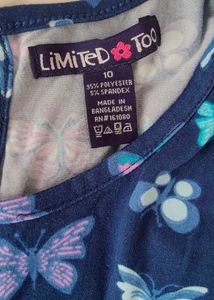 LiMiTeD TOO
10
95% POLYESTER
5% SPANDEX
MADE IN
BANGLADESH
RN#161080